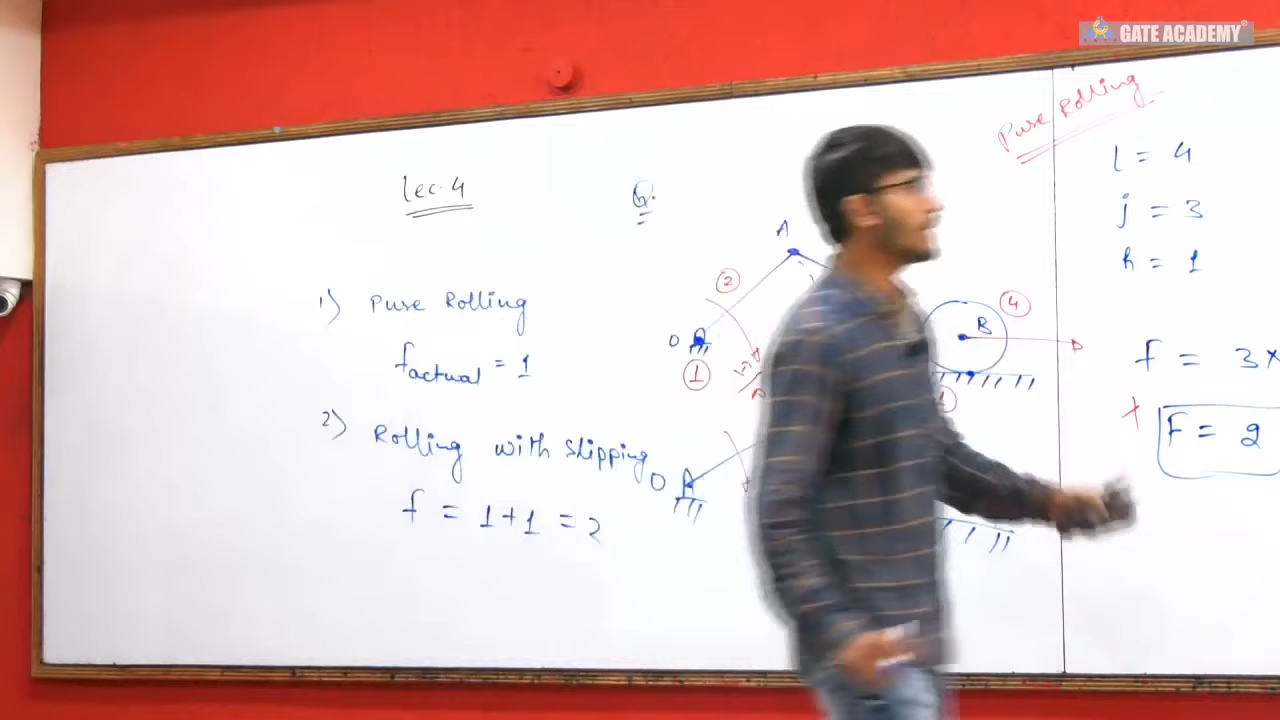 GATE ACADEMY
Lec. 4
Q.
1) Pure Rolling
factual = 1
2) Rolling with slipping
f = 1+1 = 2
A
2
O
1
B
4
O
Pure Rolling
l = 4
j = 3
h = 1
f = 3x
F = 2